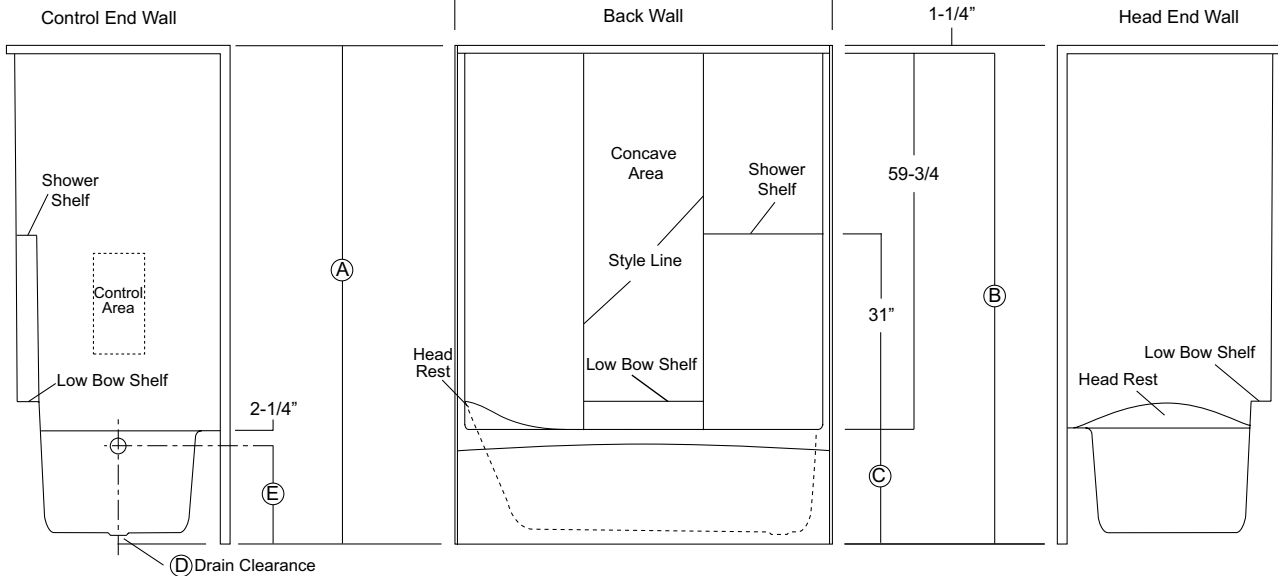 Control End Wall
Back Wall
1-1/4"
Head End Wall
Shower
Shelf
Concave
Area
Shower
Shelf
59-3/4
A
Style Line
Control
Area
B
31"
Head
Rest
Low Bow Shelf
Low Bow Shelf
Low Bow Shelf
Head Rest
2-1/4"
C
E
D Drain Clearance